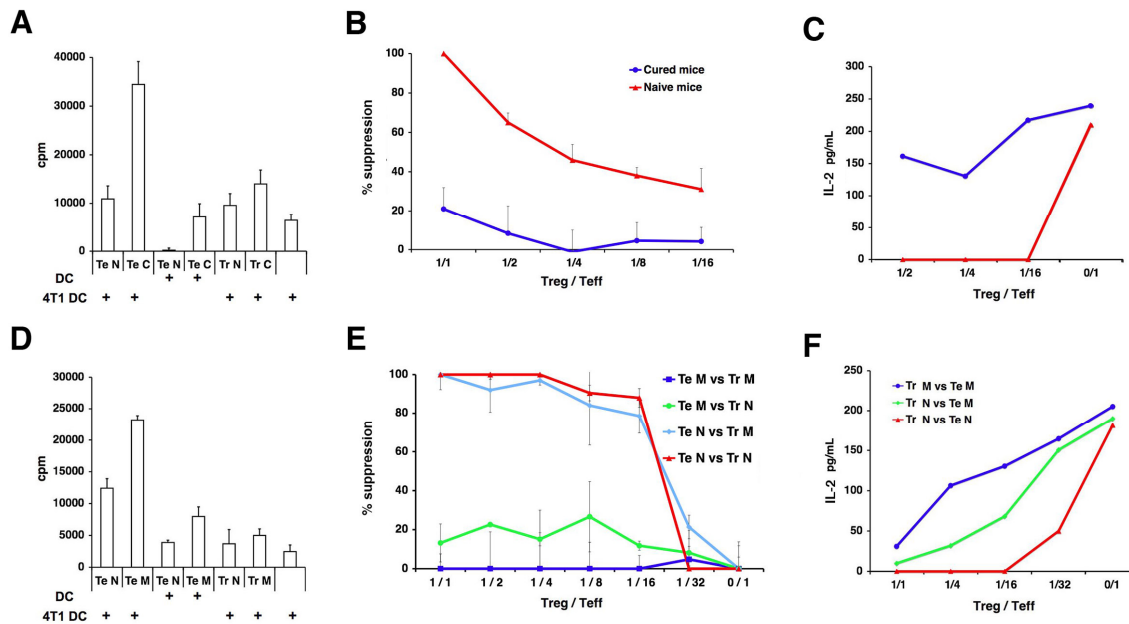 A
40000
30000
20000
10000
0
cpm
Te N Te C Te N Te C Tr N Tr C
DC + +
4T1 DC + + + + +
B
100
80
60
40
20
0
% suppression
Cured mice
Naive mice
1/1 1/2 1/4 1/8 1/16
Treg / Teff
C
300
250
200
150
100
50
0
IL-2 pg/mL
1/2 1/4 1/16 0/1
Treg / Teff
D
30000
25000
20000
15000
10000
5000
0
cpm
Te N Te M Te N Te M Tr N Tr M
DC + +
4T1 DC + + + + +
E
100
80
60
40
20
0
% suppression
Te M vs Tr M
Te M vs Tr N
Te N vs Tr M
Te N vs Tr N
1 / 1 1 / 2 1 / 4 1 / 8 1 / 16 1 / 32 0 / 1
Treg / Teff
F
250
200
150
100
50
0
IL-2 pg/mL
Tr M vs Te M
Tr N vs Te M
Tr N vs Te N
1/1 1/4 1/16 1/32 0/1
Treg / Teff